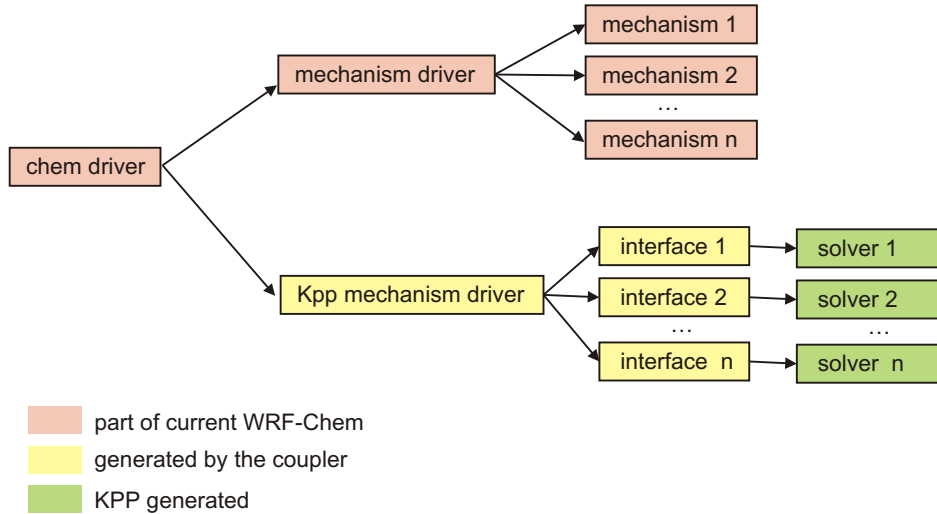 mechanism 1
mechanism driver
mechanism 2
...
mechanism n
chem driver
interface 1
solver 1
Kpp mechanism driver
interface 2
solver 2
...
...
interface n
solver n
part of current WRF-Chem
generated by the coupler
KPP generated